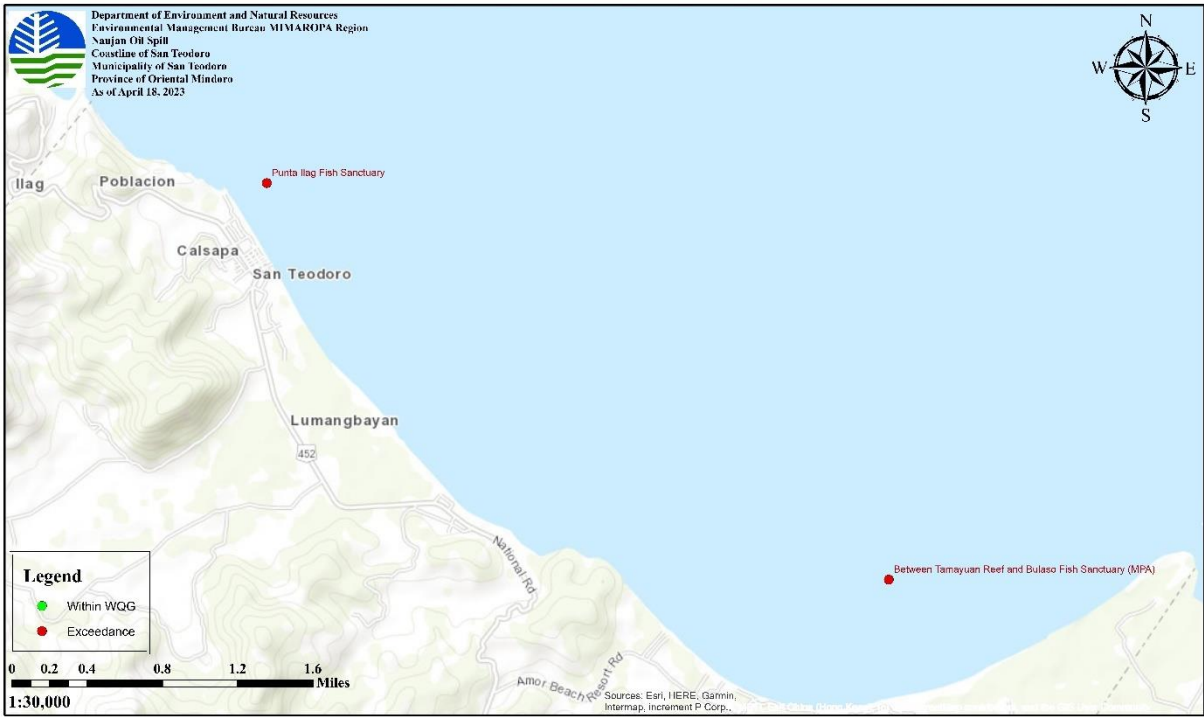 Department of Environment and Natural Resources
Environmental Management Bureau MIMAROPA Region
Naujan Oil Spill
Coastline of San Teodoro
Municipality of San Teodoro
Province of Oriental Mindoro
As of April 18, 2023
N
W E
S
Punta Ilag Fish Sanctuary
Ilag
Poblacion
Calsapa
San Teodoro
Lumangbayan
452
National Rd
Between Tamayuan Reef and Bulaso Fish Sanctuary (MPA)
Legend
Within WQG
Exceedance
Amor Beach Resort Rd
0 0.2 0.4 0.8 1.2 1.6
Miles
1:30,000
Sources: Esri, HERE, Garmin,
Intermap, increment P Corp.,